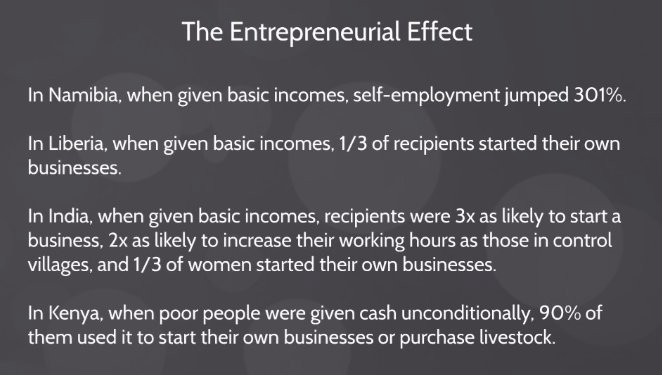 The Entrepreneurial Effect
In Namibia, when given basic incomes, self-employment jumped 301%.
In Liberia, when given basic incomes, 1/3 of recipients started their own
businesses.
In India, when given basic incomes, recipients were 3x as likely to start a
business, 2x as likely to increase their working hours as those in control
villages, and 1/3 of women started their own businesses.
In Kenya, when poor people were given cash unconditionally, 90% of
them used it to start their own businesses or purchase livestock.